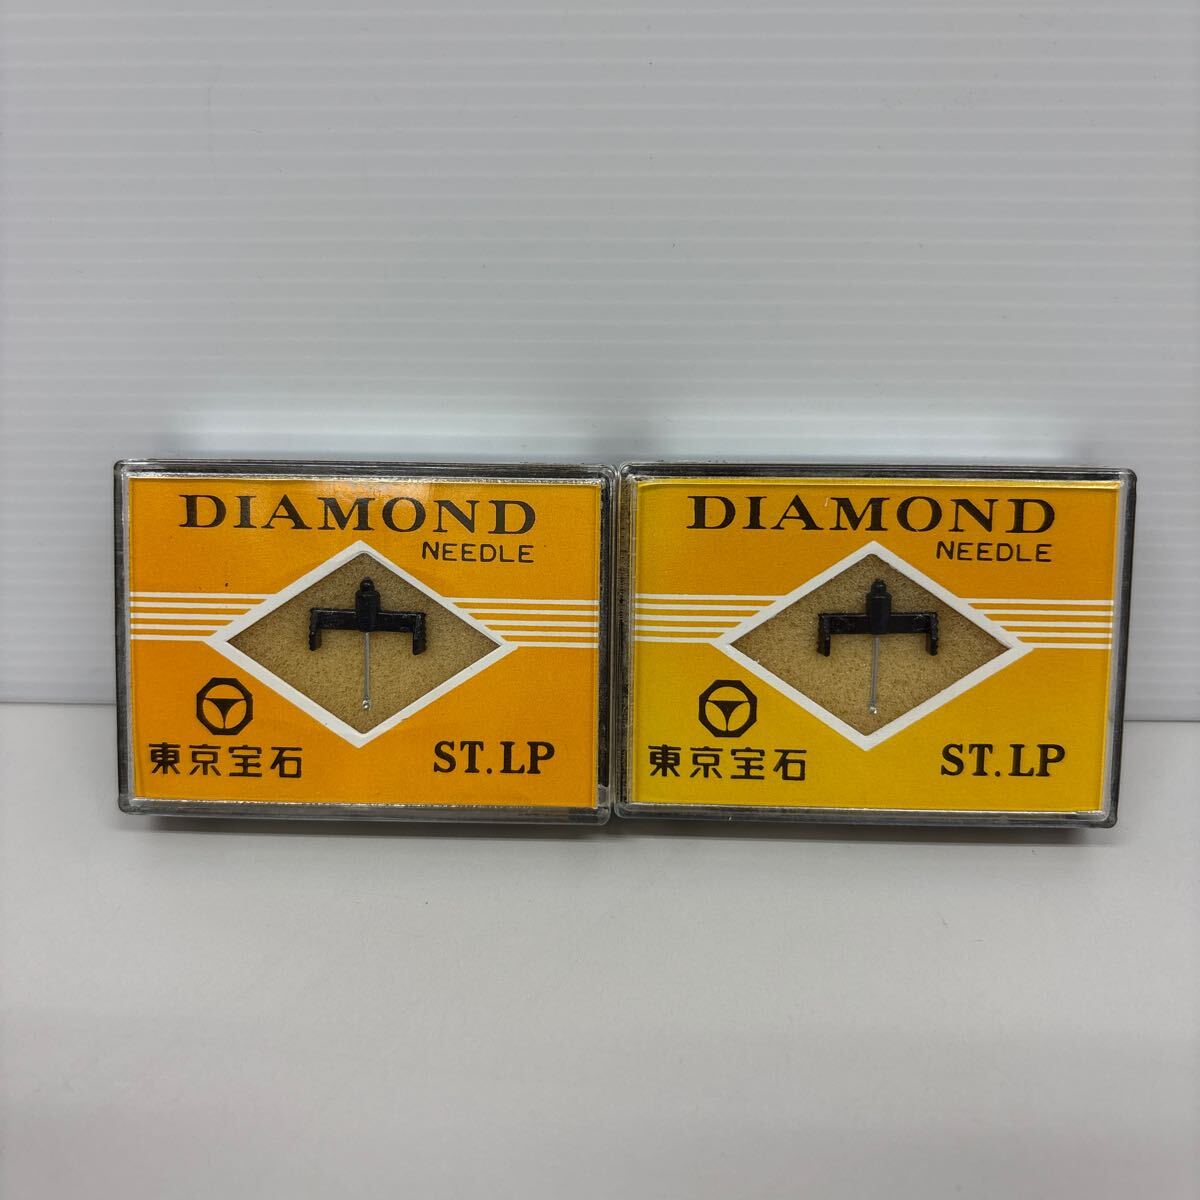 DIAMOND
NEEDLE
東京宝石
ST.LP
DIAMOND
NEEDLE
東京宝石
ST.LP